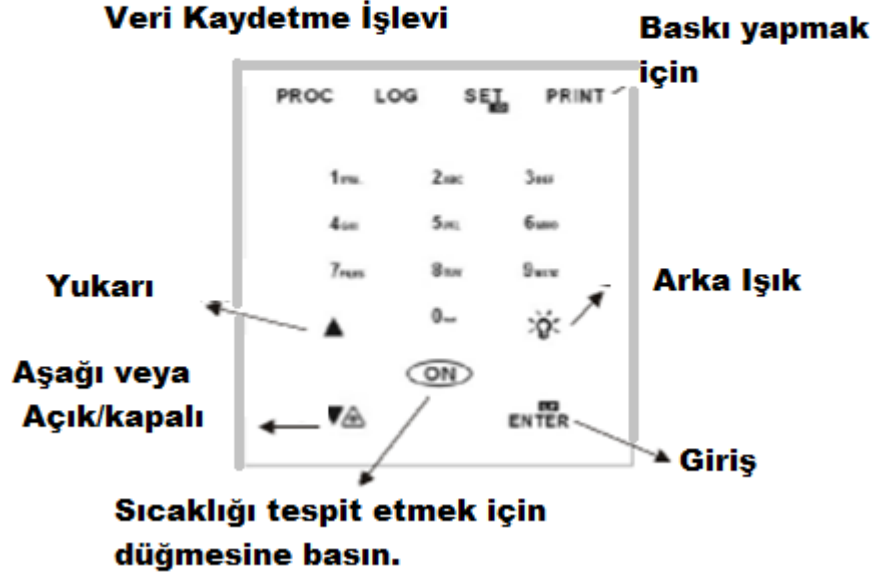 Veri Kaydetme İşlevi
Baskı yapmak
için
PROC LOG SET PRINT
1 2 3
4 5 6
7 8 9
Yukarı
0
Arka Işık
Aşağı veya
Açık/kapalı
ON
ENTER
Giriş
Sıcaklığı tespit etmek için
düğmesine basın.